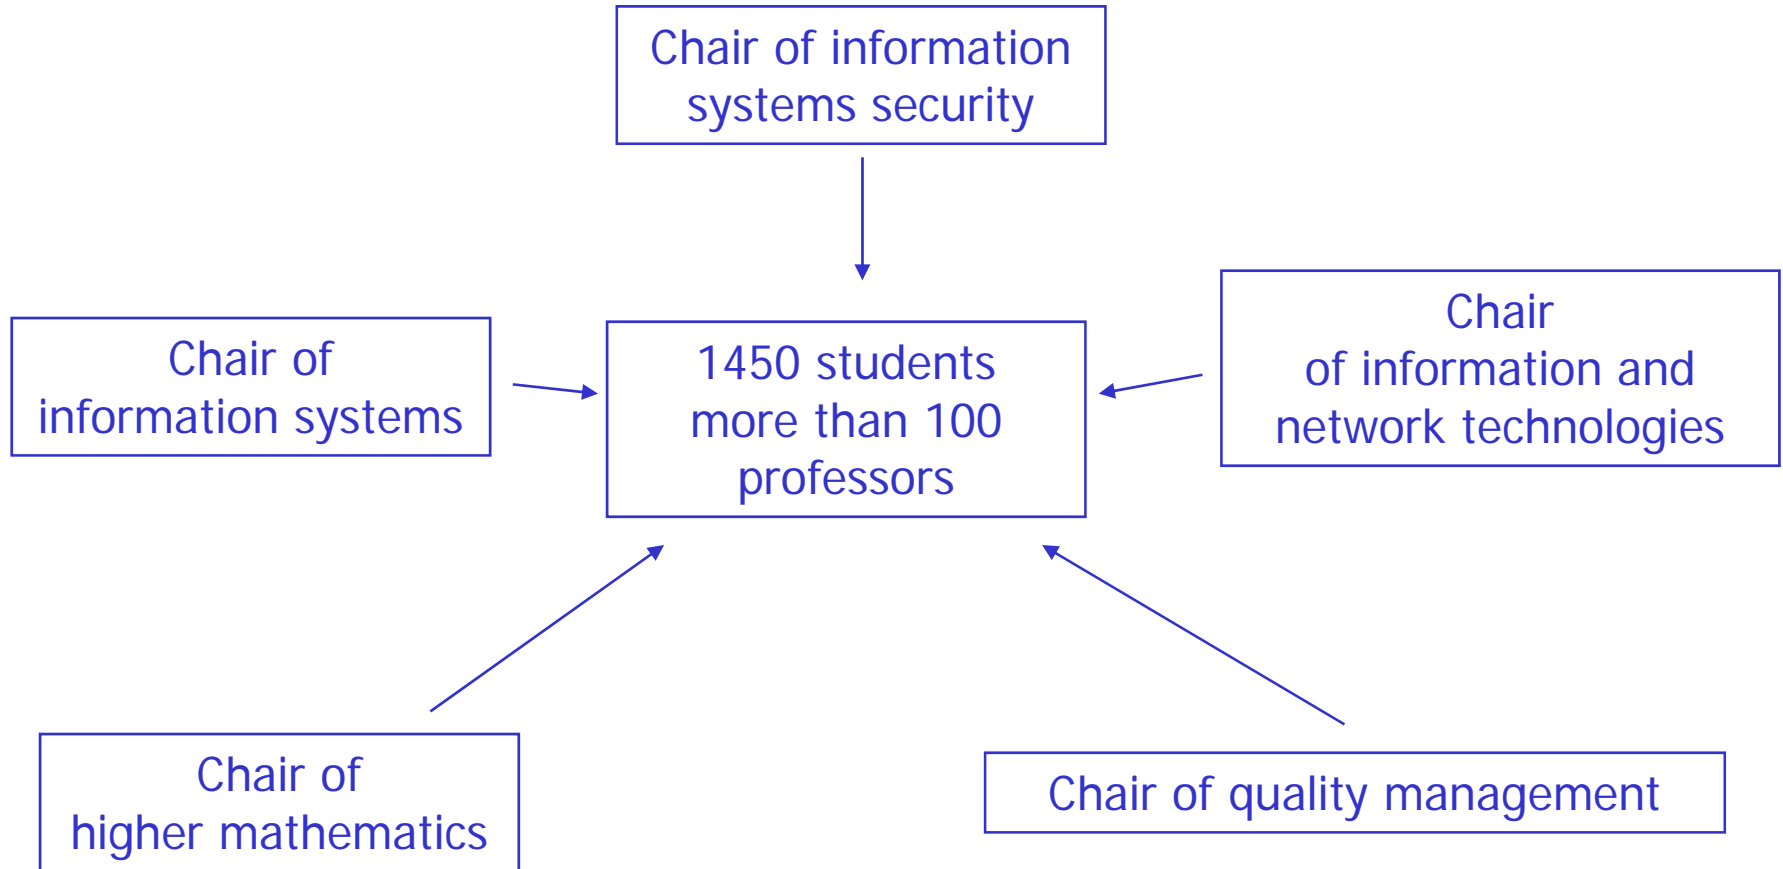 Chair of information
systems security
Chair of
information systems
1450 students
more than 100
professors
Chair
of information and
network technologies
Chair of
higher mathematics
Chair of quality management